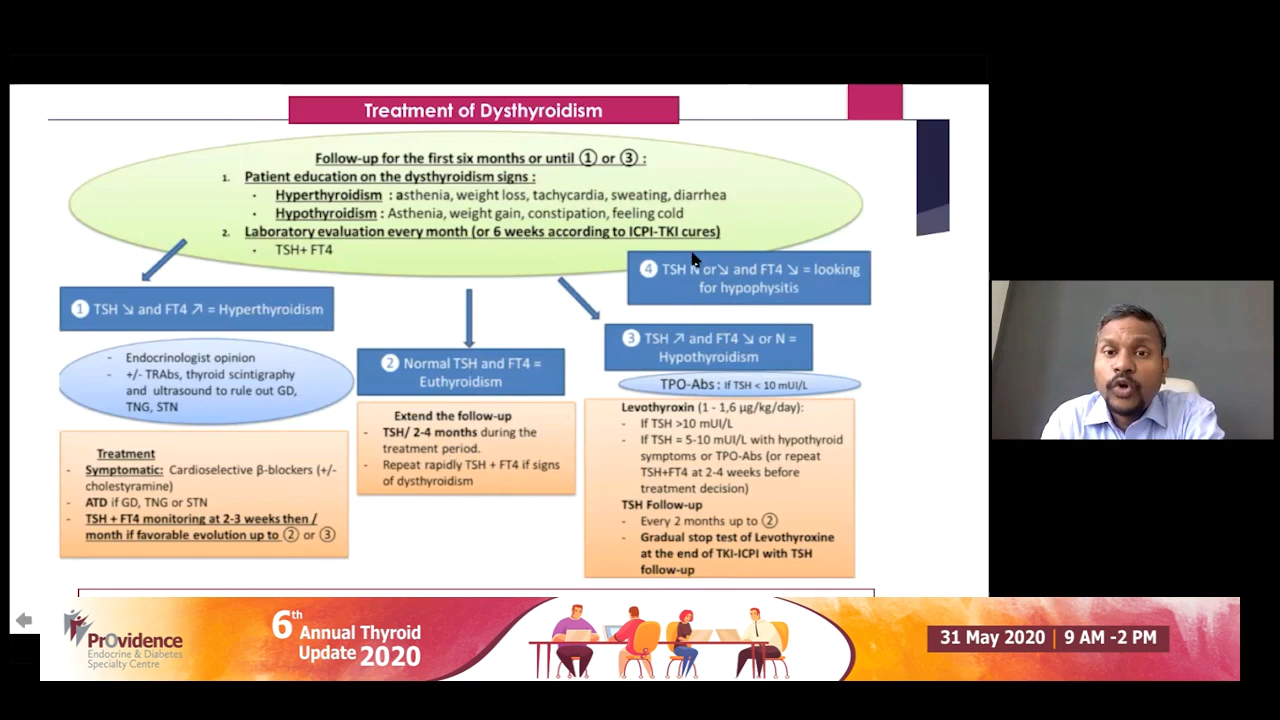 Treatment of Dysthyroidism
Follow-up for the first six months or until ① or ③ :
1. Patient education on the dysthyroidism signs :
· Hyperthyroidism : asthenia, weight loss, tachycardia, sweating, diarrhea
· Hypothyroidism : Asthenia, weight gain, constipation, feeling cold
2. Laboratory evaluation every month (or 6 weeks according to ICPI-TKI cures)
· TSH+ FT4
① TSH ↘ and FT4 ↗ = Hyperthyroidism
- Endocrinologist opinion
- +/- TRAbs, thyroid scintigraphy
and ultrasound to rule out GD,
TNG, STN
Treatment
- Symptomatic: Cardioselective β-blockers (+/-
cholestyramine)
- ATD if GD, TNG or STN
- TSH + FT4 monitoring at 2-3 weeks then /
month if favorable evolution up to ② or ③
② Normal TSH and FT4 =
Euthyroidism
Extend the follow-up
- TSH/ 2-4 months during the
treatment period.
- Repeat rapidly TSH + FT4 if signs
of dysthyroidism
④ TSH N or ↘ and FT4 ↘ = looking
for hypophysitis
③ TSH ↗ and FT4 ↘ or N =
Hypothyroidism
TPO-Abs : If TSH < 10 mUI/L
Levothyroxin (1 - 1,6 µg/kg/day):
- If TSH >10 mUI/L
- If TSH = 5-10 mUI/L with hypothyroid
symptoms or TPO-Abs (or repeat
TSH+FT4 at 2-4 weeks before
treatment decision)
TSH Follow-up
- Every 2 months up to ②
- Gradual stop test of Levothyroxine
at the end of TKI-ICPI with TSH
follow-up
PrOvidence
Endocrine & Diabetes
Specialty Centre
6th Annual Thyroid
Update 2020
31 May 2020 | 9 AM -2 PM